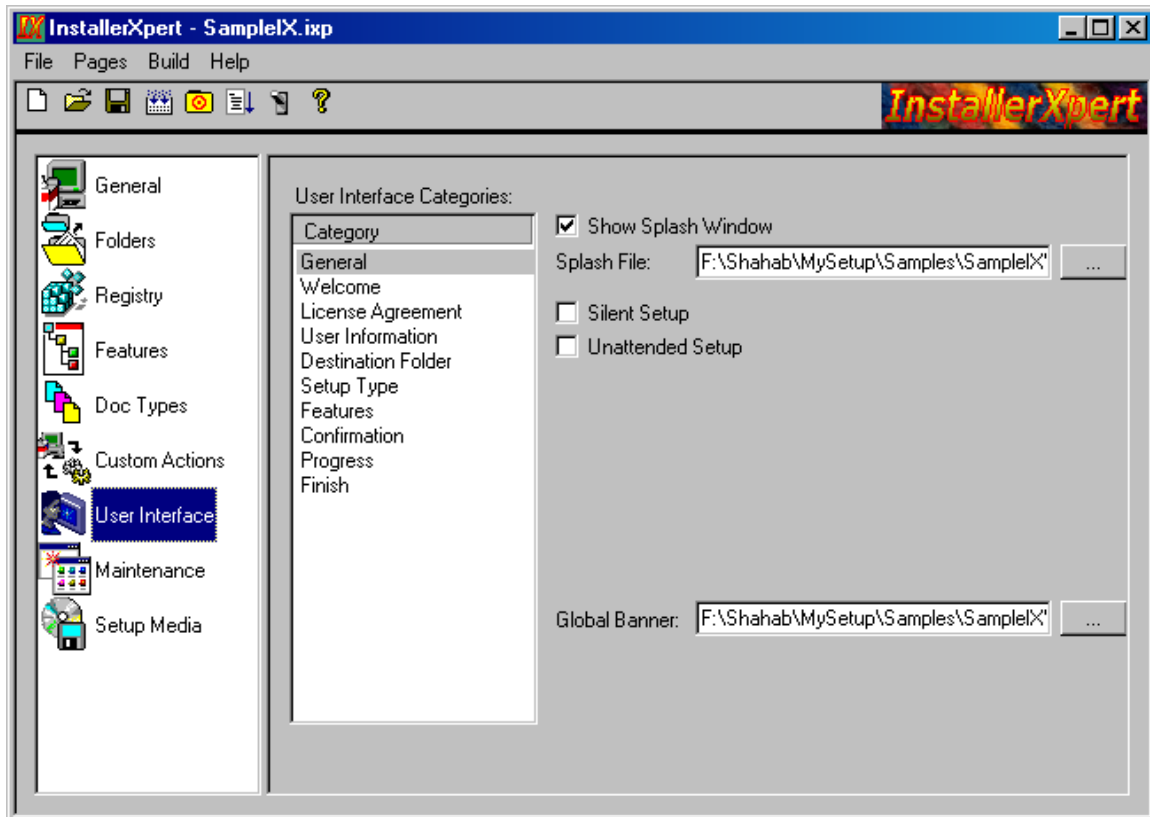 InstallerXpert - SampleIX.ixp
File Pages Build Help
InstallerXpert
General
Folders
Registry
Features
Doc Types
Custom Actions
User Interface
Maintenance
Setup Media
User Interface Categories:
Category
General
Welcome
License Agreement
User Information
Destination Folder
Setup Type
Features
Confirmation
Progress
Finish
Show Splash Window
Splash File: F:\Shahab\MySetup\Samples\SampleIX' ...
Silent Setup
Unattended Setup
Global Banner: F:\Shahab\MySetup\Samples\SampleIX' ...